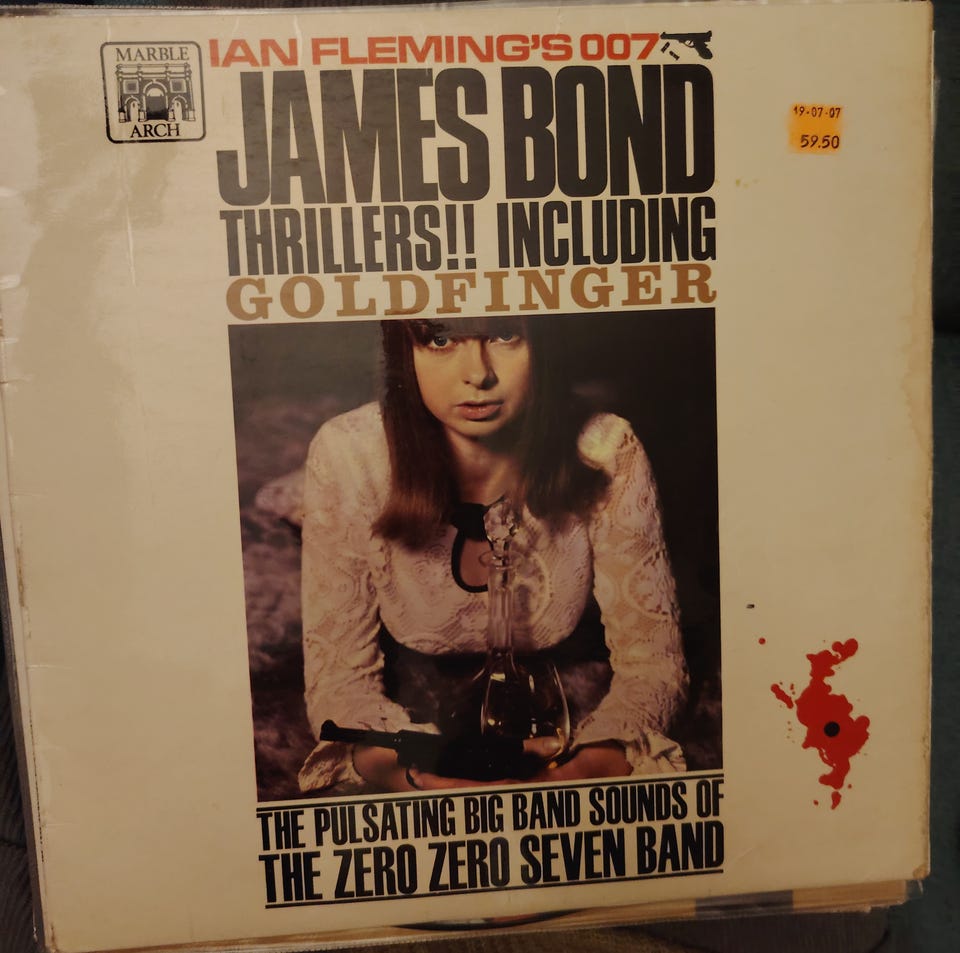 MARBLE
ARCH
IAN FLEMING'S 007
JAMES BOND
THRILLERS!! INCLUDING
GOLDFINGER
19-07-07
59.50
THE PULSATING BIG BAND SOUNDS OF
THE ZERO ZERO SEVEN BAND